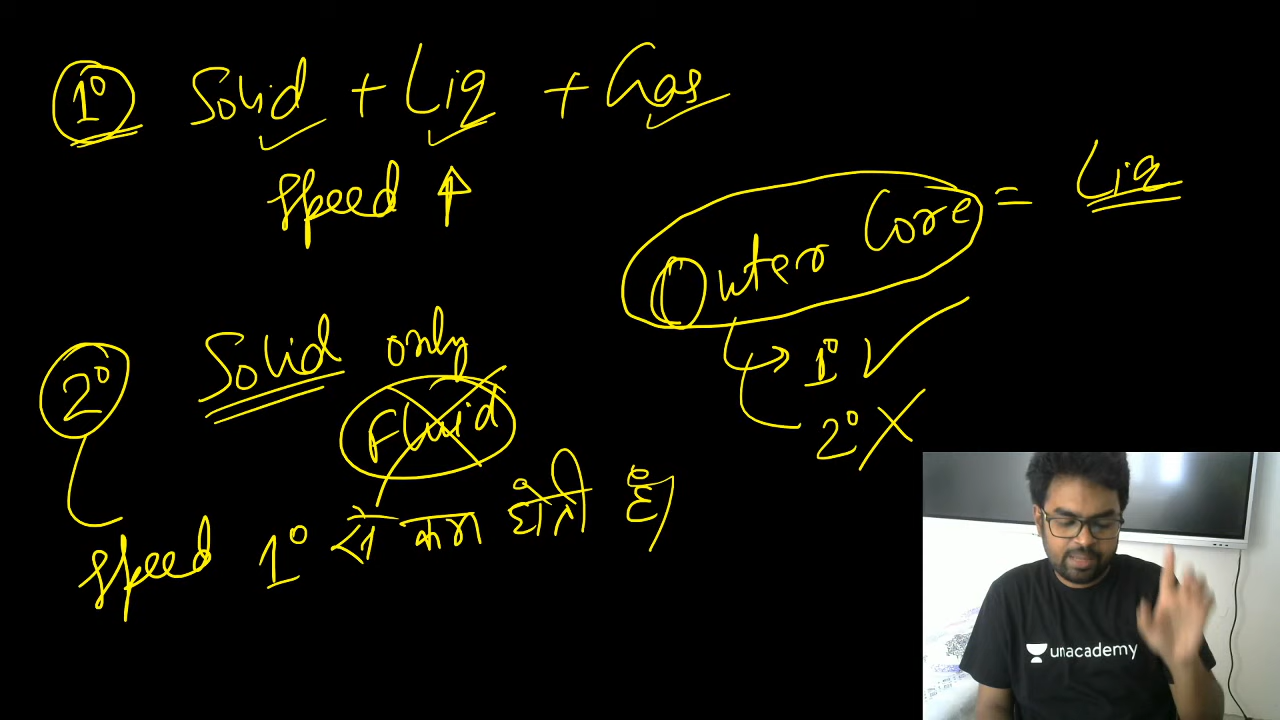 1° Solid + Liq + Gas
speed ↑
Outer Core = Liq
1° ✓
2° X
2° Solid only
Fluid
speed 1° से कम होती है।
unacademy